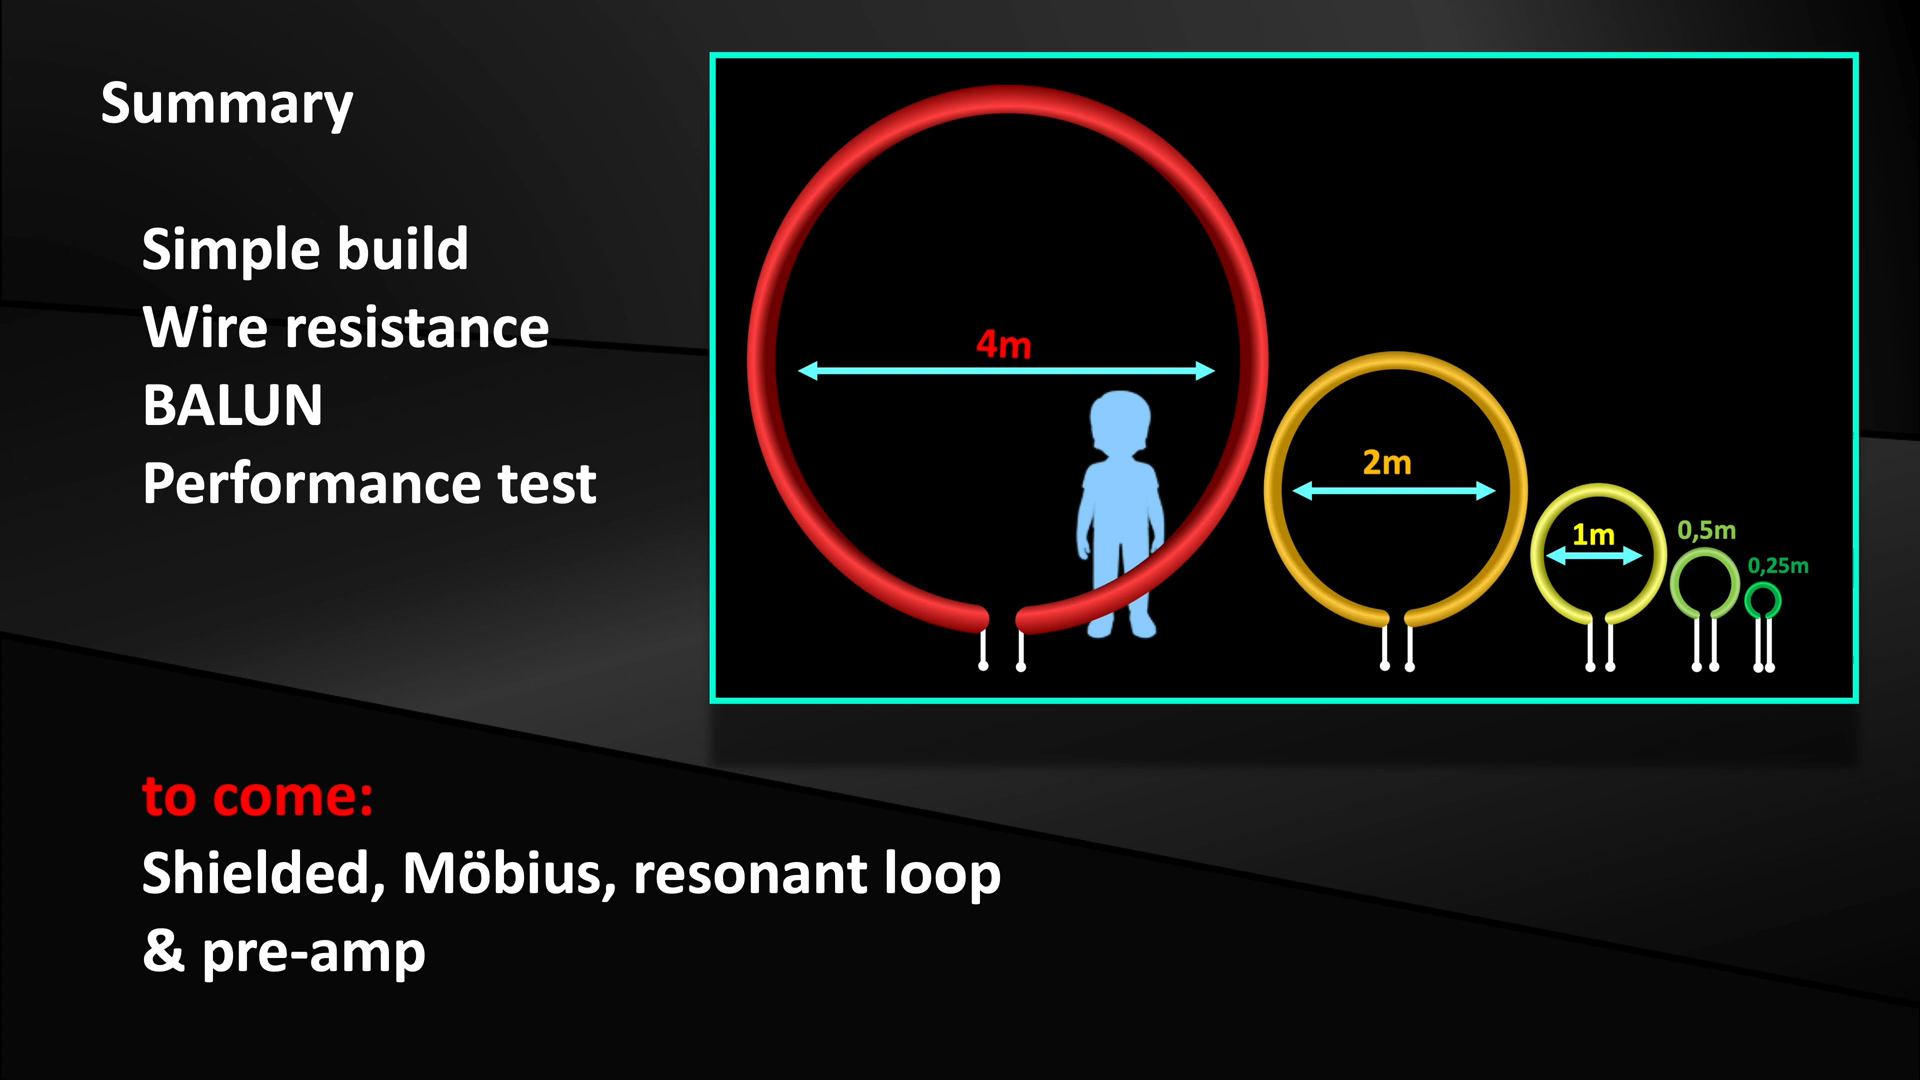 Summary
Simple build
Wire resistance
BALUN
Performance test
4m
2m
1m
0,5m
0,25m
to come:
Shielded, Möbius, resonant loop
& pre-amp